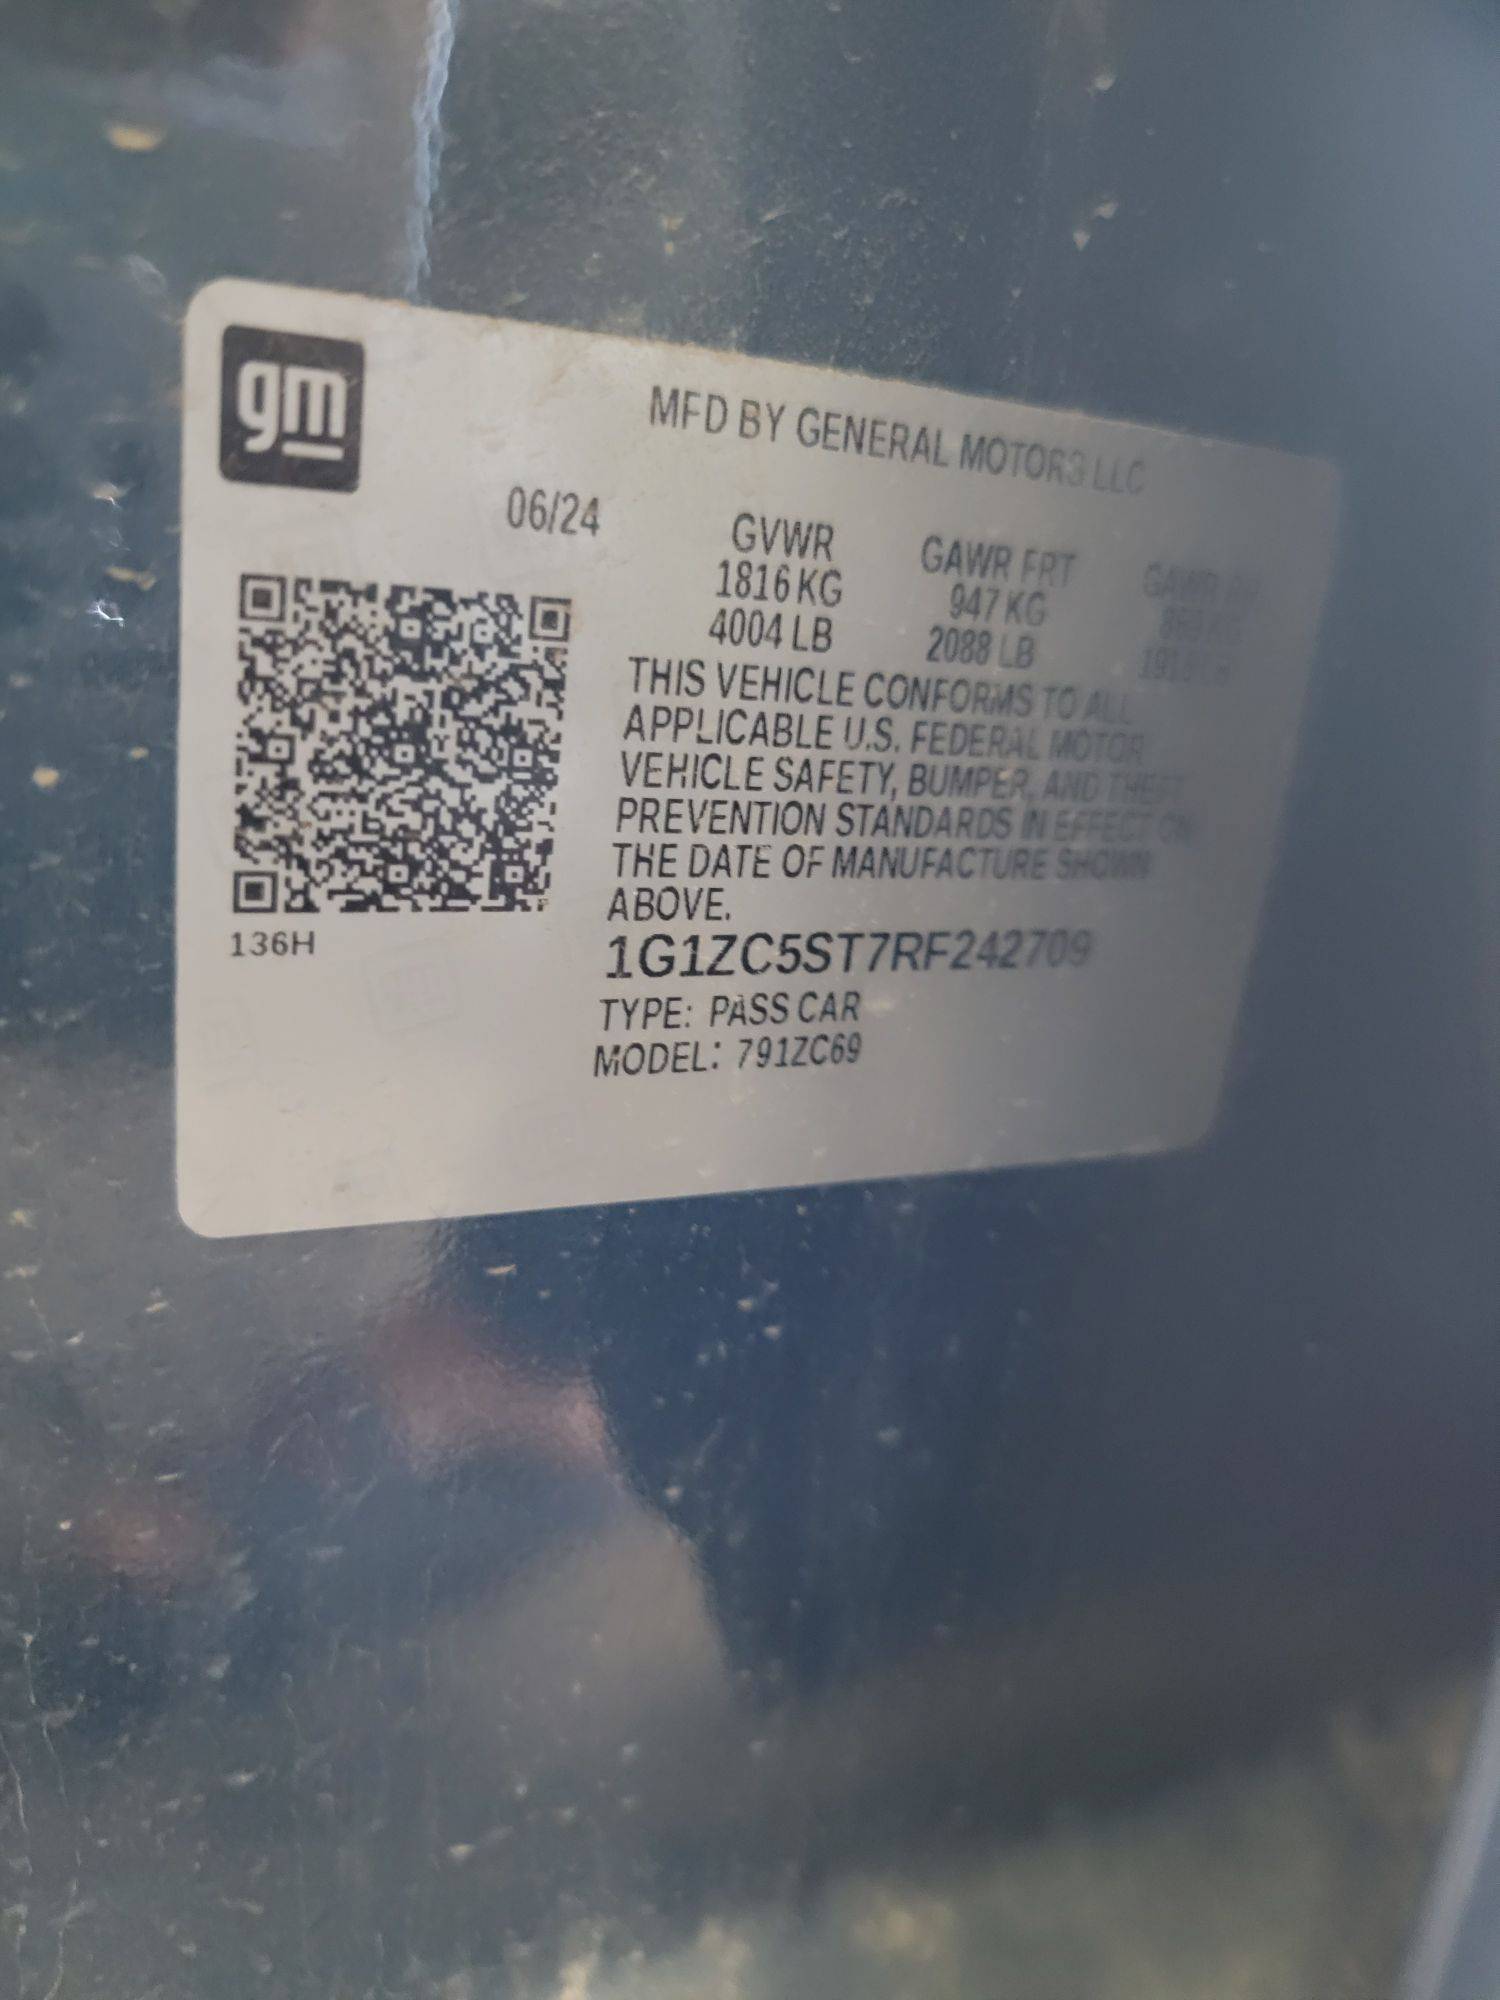 gm
MFD BY GENERAL MOTORS LLC
06/24
GVWR GAWR FRT GAWR
1816 KG 947 KG
4004 LB 2088 LB
THIS VEHICLE CONFORMS TO ALL
APPLICABLE U.S. FEDERAL MOTOR
VEHICLE SAFETY, BUMPER, AND THEFT
PREVENTION STANDARDS IN EFFECT ON
THE DATE OF MANUFACTURE SHOWN
ABOVE.
136H
1G1ZC5ST7RF242709
TYPE: PASS CAR
MODEL: 791ZC69